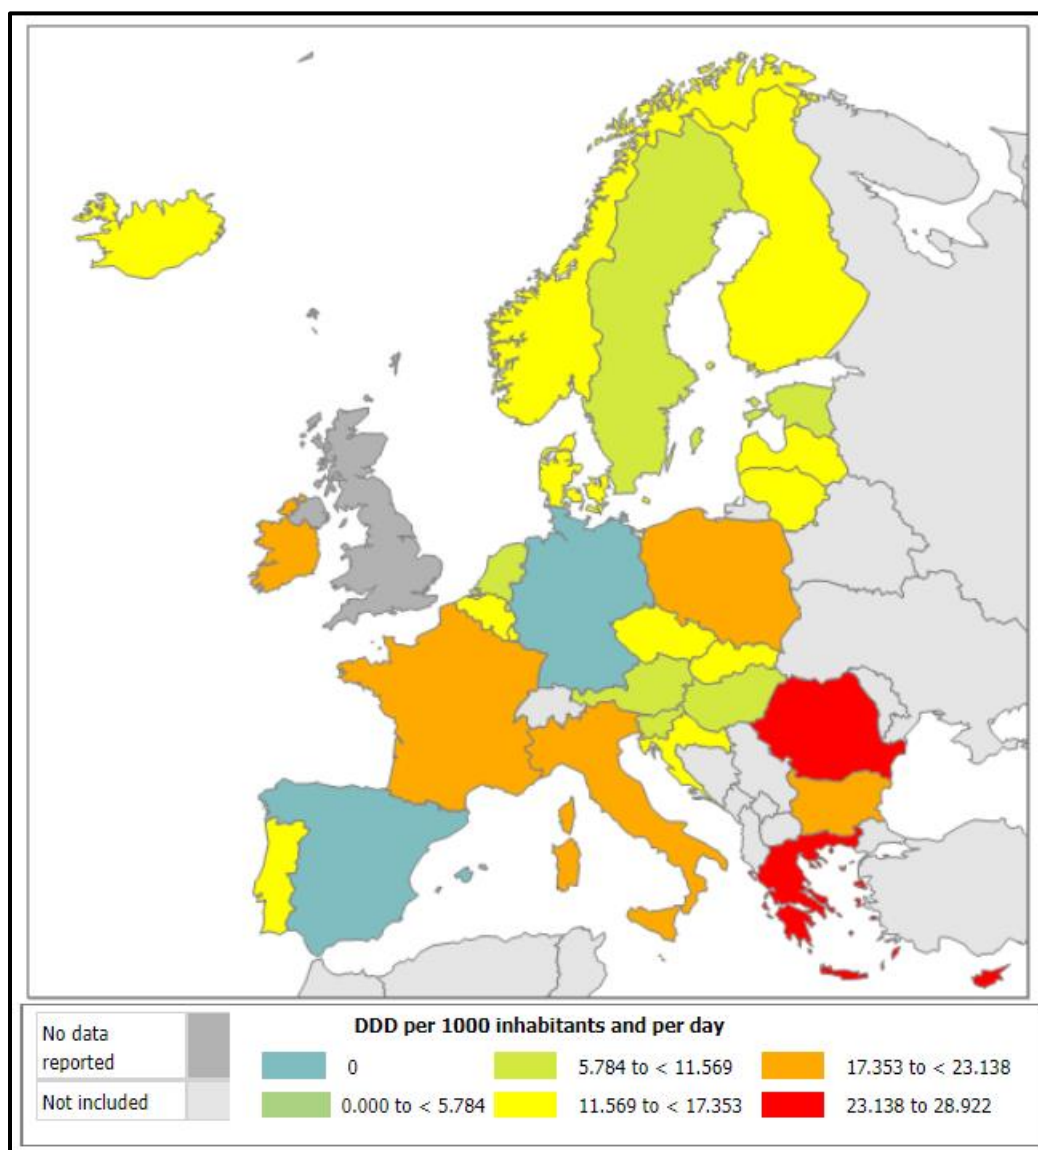 DDD per 1000 inhabitants and per day
No data
reported
Not included
0
0.000 to < 5.784
5.784 to < 11.569
11.569 to < 17.353
17.353 to < 23.138
23.138 to 28.922